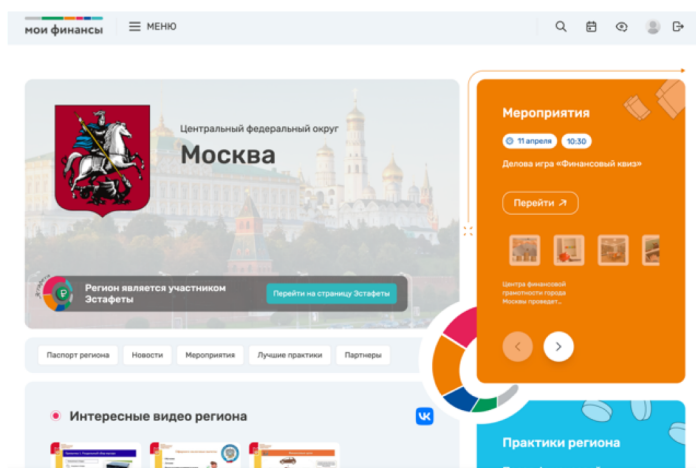 мои финансы
МЕНЮ
Центральный федеральный округ
Москва
Регион является участником
Эстафеты
Перейти на страницу Эстафеты
Мероприятия
11 апреля
10:30
Делова игра «Финансовый квиз»
Перейти
Центра финансовой
грамотности города
Москвы проведет...
Паспорт региона
Новости
Мероприятия
Лучшие практики
Партнеры
Интересные видео региона
Практики региона